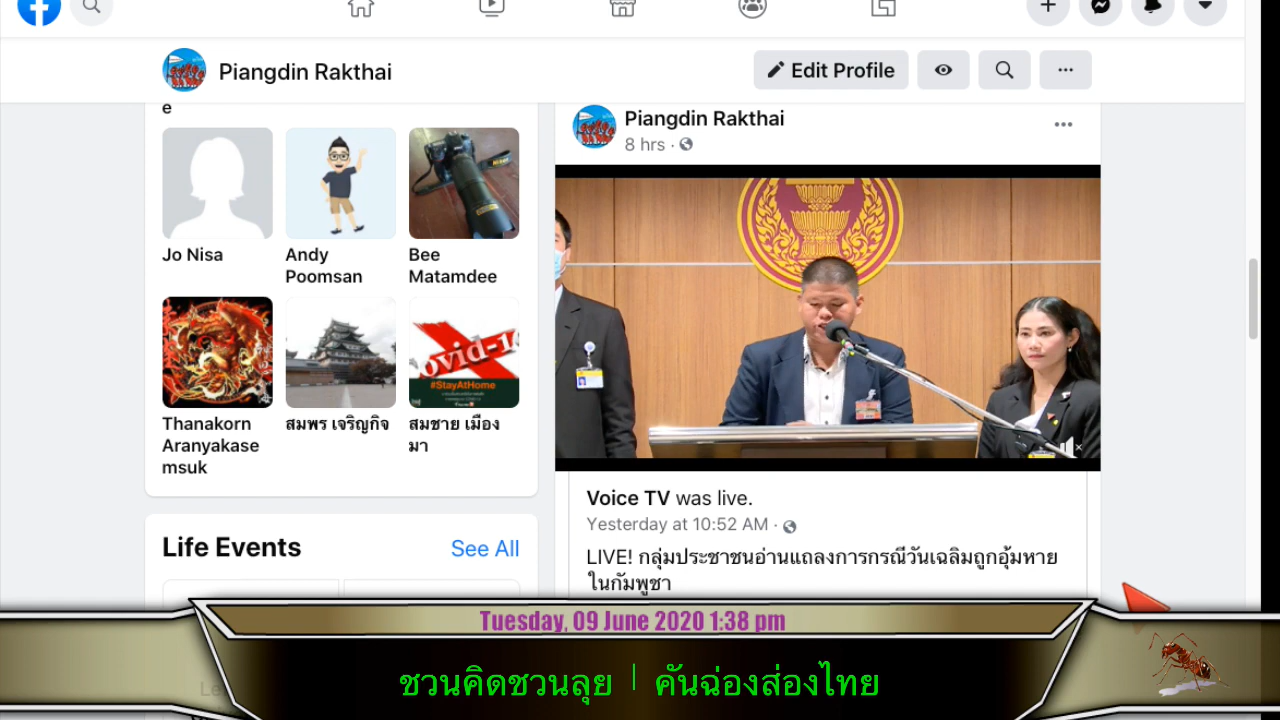 Piangdin Rakthai
Edit Profile
e
Jo Nisa
Andy
Poomsan
Bee
Matamdee
Thanakorn
Aranyakase
msuk
สมพร เจริญกิจ
ovid-1
#StayAtHome
สมชาย เมือง
มา
Life Events
See All
Piangdin Rakthai
8 hrs
Voice TV was live.
Yesterday at 10:52 AM
LIVE! กลุ่มประชาชนอ่านแถลงการกรณีวันเฉลิมถูกอุ้มหาย
ในกัมพูชา
Tuesday, 09 June 2020 1:38 pm
ชวนคิดชวนลุย | คันฉ่องส่องไทย